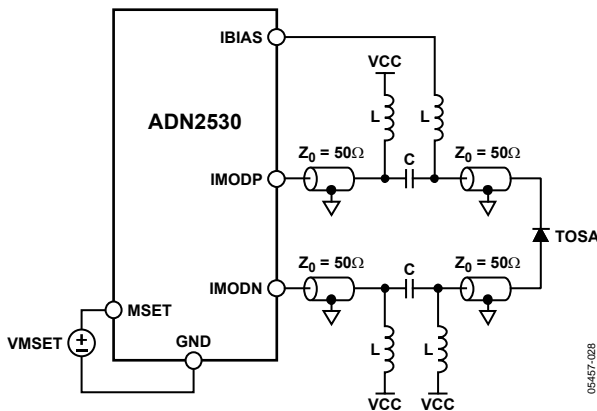 IBIAS
VCC
ADN2530
L
L
Z0 = 50Ω
C
Z0 = 50Ω
IMODP
TOSA
Z0 = 50Ω
C
Z0 = 50Ω
IMODN
MSET
GND
VMSET
±
L
L
VCC
VCC
05457-028